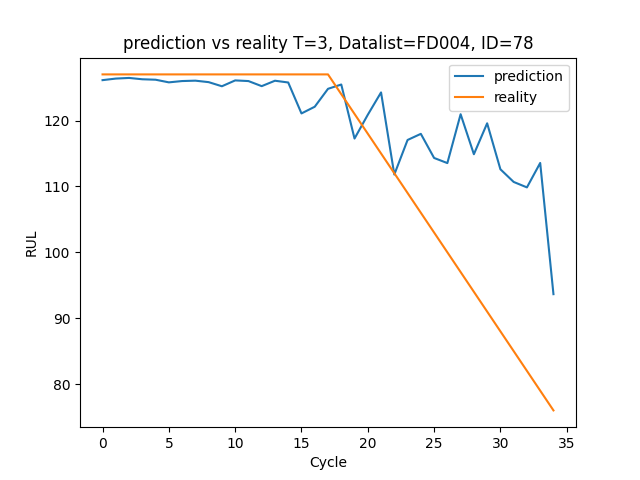 prediction vs reality T=3, Datalist=FD004, ID=78
prediction
reality
120
110
100
90
80
RUL
0 5 10 15 20 25 30 35
Cycle